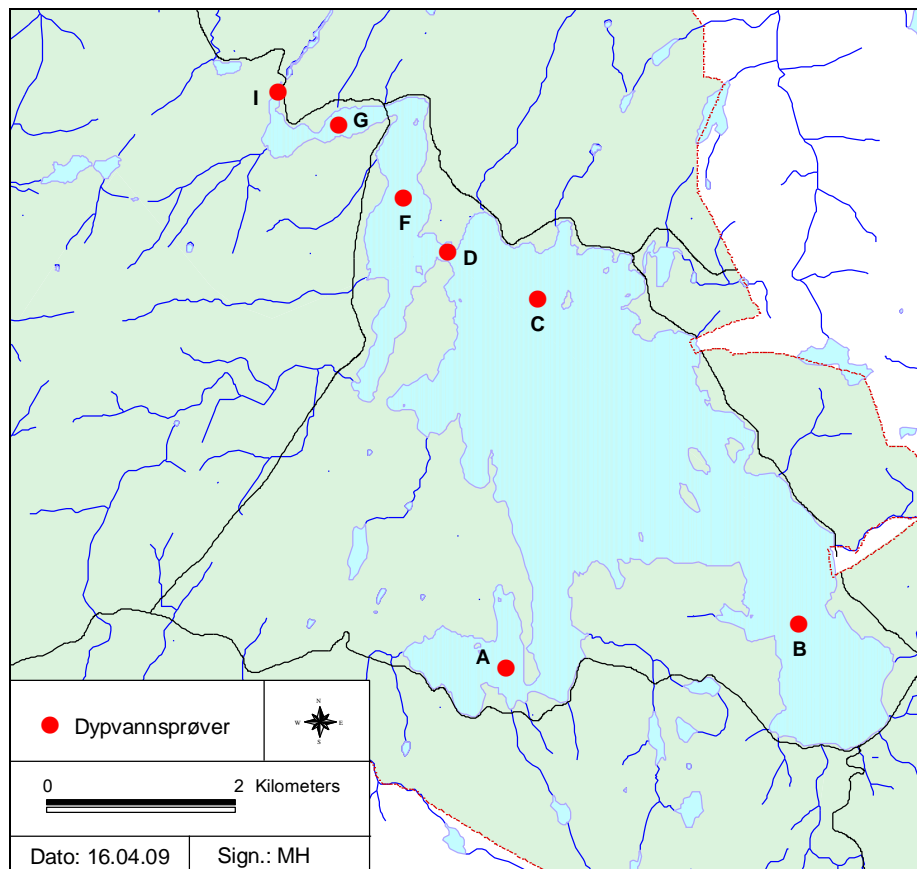 I
G
F
D
C
B
A
N
W E
S
Dypvannsprøver
0 2 Kilometers
Dato: 16.04.09 Sign.: MH